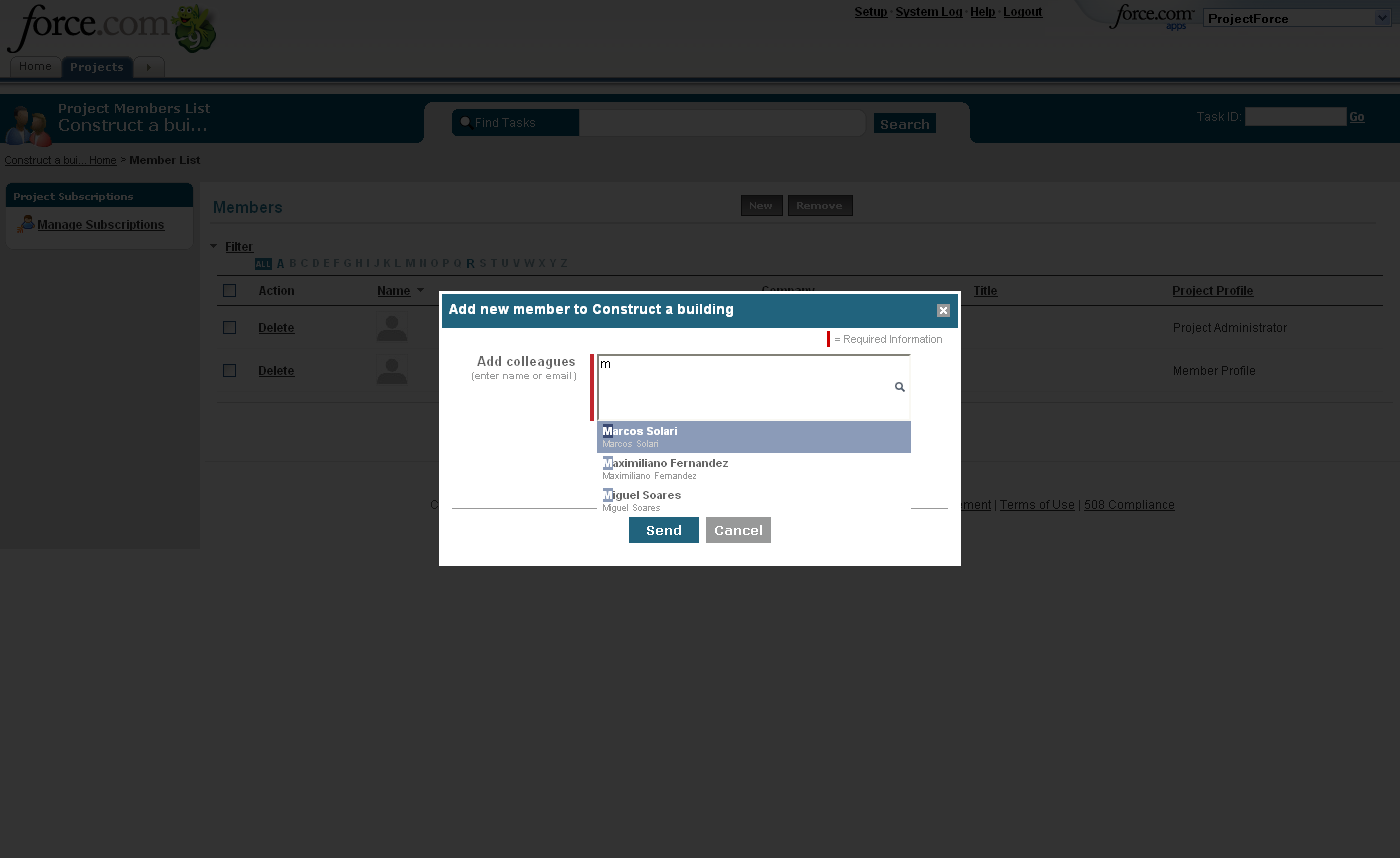 force.com
9
Setup · System Log · Help · Logout
force.com
apps
ProjectForce
Home
Projects
Project Members List
Construct a bui...
Find Tasks
Search
Task ID:
Go
Construct a bui... Home > Member List
Project Subscriptions
Manage Subscriptions
Members
New
Remove
Filter
ALL A B C D E F G H I J K L M N O P Q R S T U V W X Y Z
Action
Name
Company
Title
Project Profile
Delete
Project Administrator
Delete
Member Profile
Add new member to Construct a building
= Required Information
Add colleagues
(enter name or email)
m
Marcos Solari
Marcos Solari
Maximiliano Fernandez
Maximiliano Fernandez
Miguel Soares
Miguel Soares
Send
Cancel
| Terms of Use | 508 Compliance